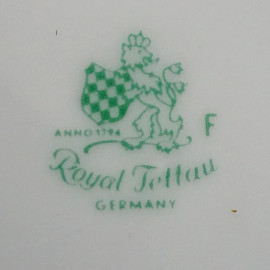 ANNO 1794
F
Royal Tettau
GERMANY